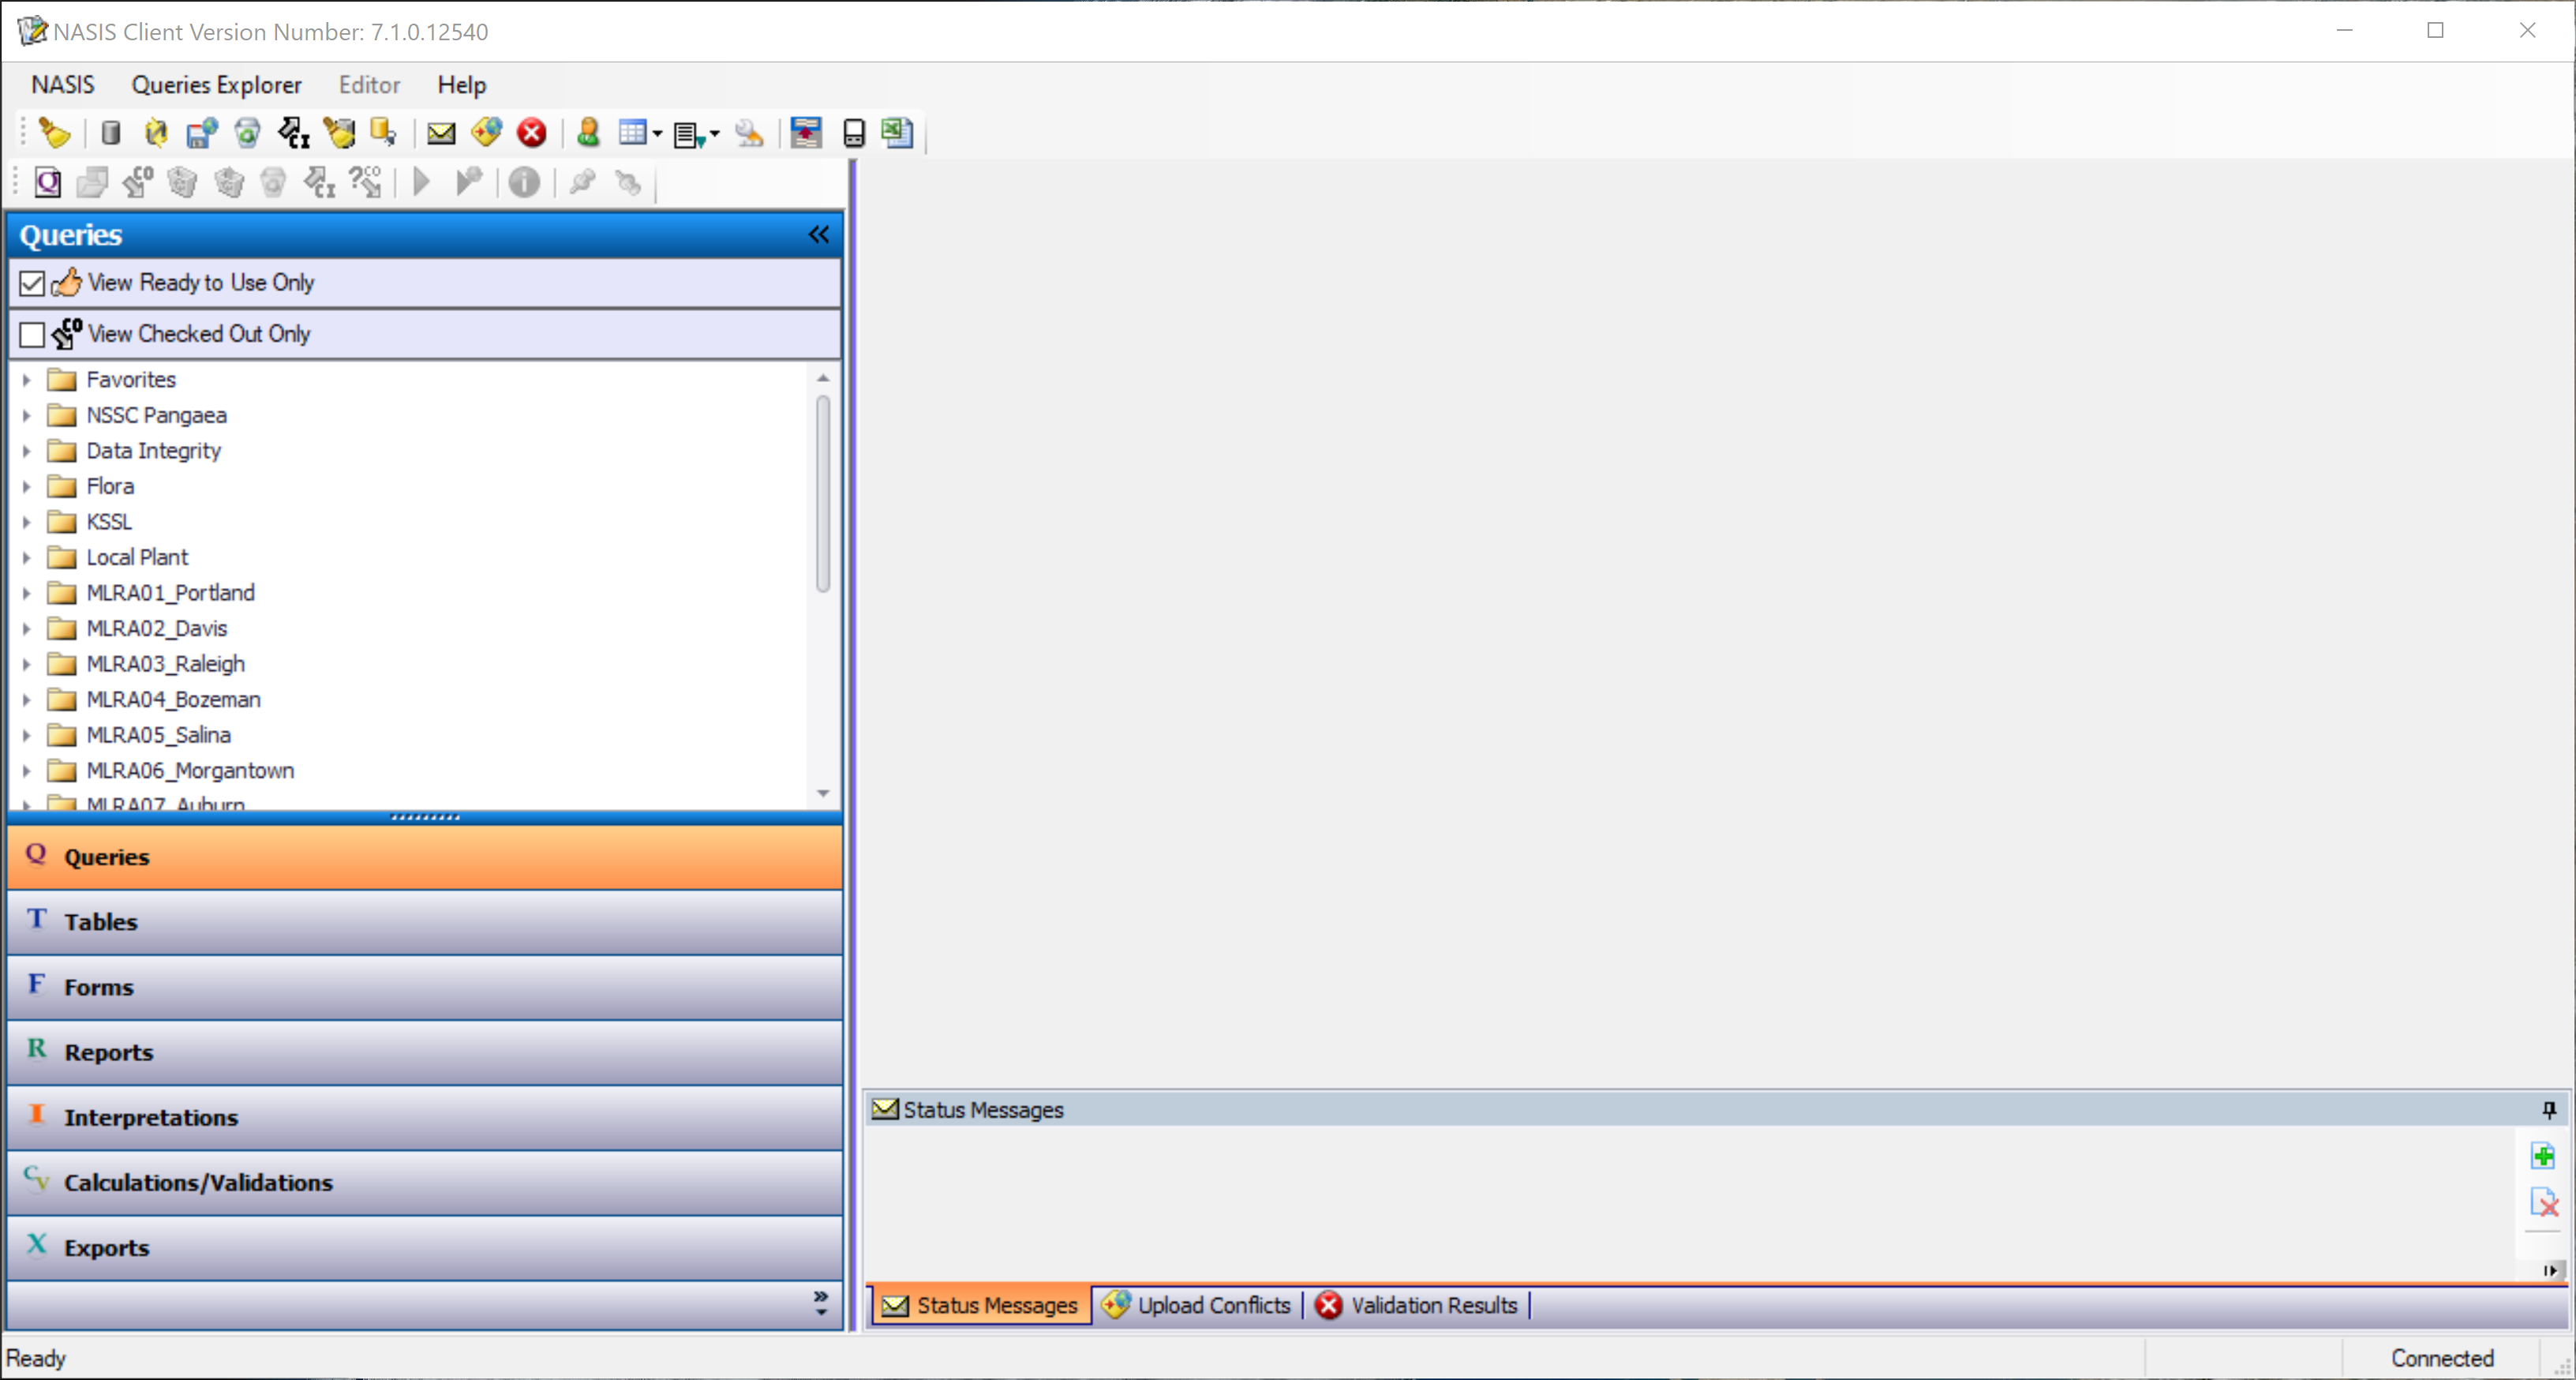 NASIS Client Version Number: 7.1.0.12540
NASIS Queries Explorer Editor Help
Queries
View Ready to Use Only
View Checked Out Only
Favorites
NSSC Pangaea
Data Integrity
Flora
KSSL
Local Plant
MLRA01_Portland
MLRA02_Davis
MLRA03_Raleigh
MLRA04_Bozeman
MLRA05_Salina
MLRA06_Morgantown
MLRA07_Auburn
Q Queries
T Tables
F Forms
R Reports
I Interpretations
CV Calculations/Validations
X Exports
Status Messages
Status Messages Upload Conflicts Validation Results
Ready
Connected